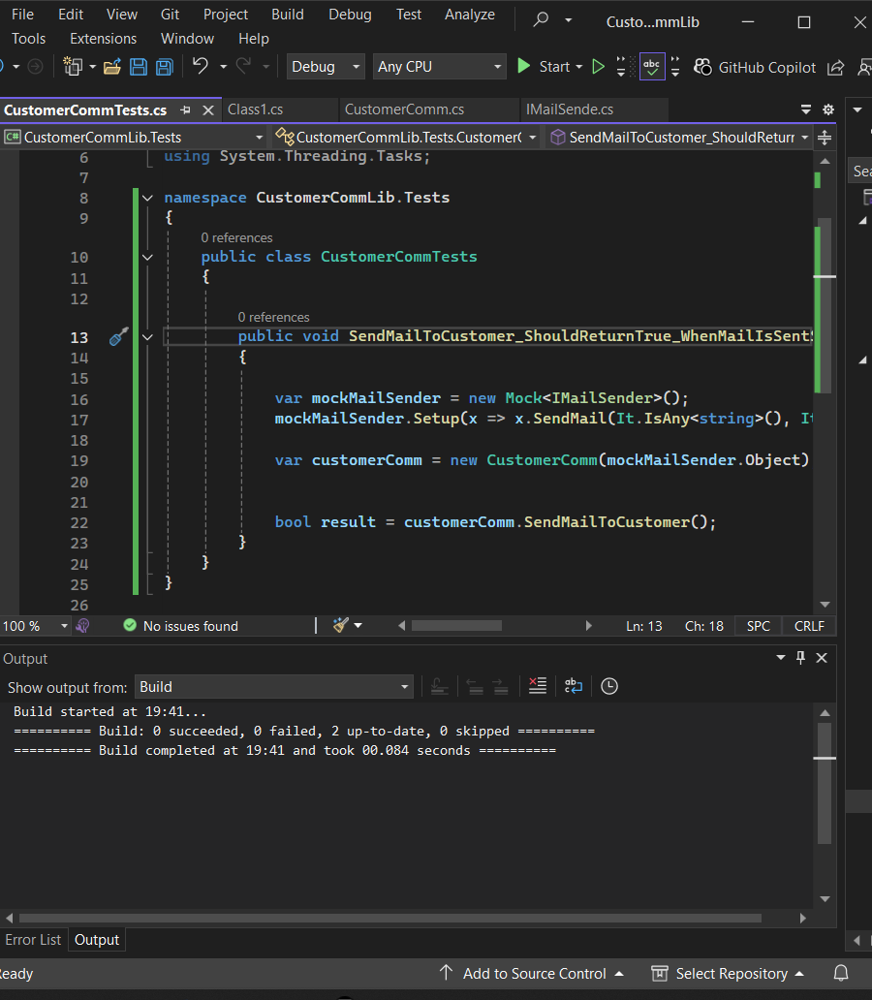 File Edit View Git Project Build Debug Test Analyze Custo...mmLib
Tools Extensions Window Help
Debug Any CPU Start abc GitHub Copilot
CustomerCommTests.cs Class1.cs CustomerComm.cs IMailSende.cs
C# CustomerCommLib.Tests CustomerCommLib.Tests.Customer SendMailToCustomer_ShouldReturr
Sea
6 using System.Threading.Tasks;
7
8 namespace CustomerCommLib.Tests
9 {
0 references
10 public class CustomerCommTests
11 {
12
0 references
13 public void SendMailToCustomer_ShouldReturnTrue_WhenMailIsSentS
14 {
15
16 var mockMailSender = new Mock<IMailSender>();
17 mockMailSender.Setup(x => x.SendMail(It.IsAny<string>(), It
18
19 var customerComm = new CustomerComm(mockMailSender.Object)
20
21
22 bool result = customerComm.SendMailToCustomer();
23 }
24 }
25 }
26
100 % No issues found Ln: 13 Ch: 18 SPC CRLF
Output
Show output from: Build
Build started at 19:41...
========== Build: 0 succeeded, 0 failed, 2 up-to-date, 0 skipped ==========
========== Build completed at 19:41 and took 00.084 seconds ==========
Error List Output
Ready Add to Source Control Select Repository